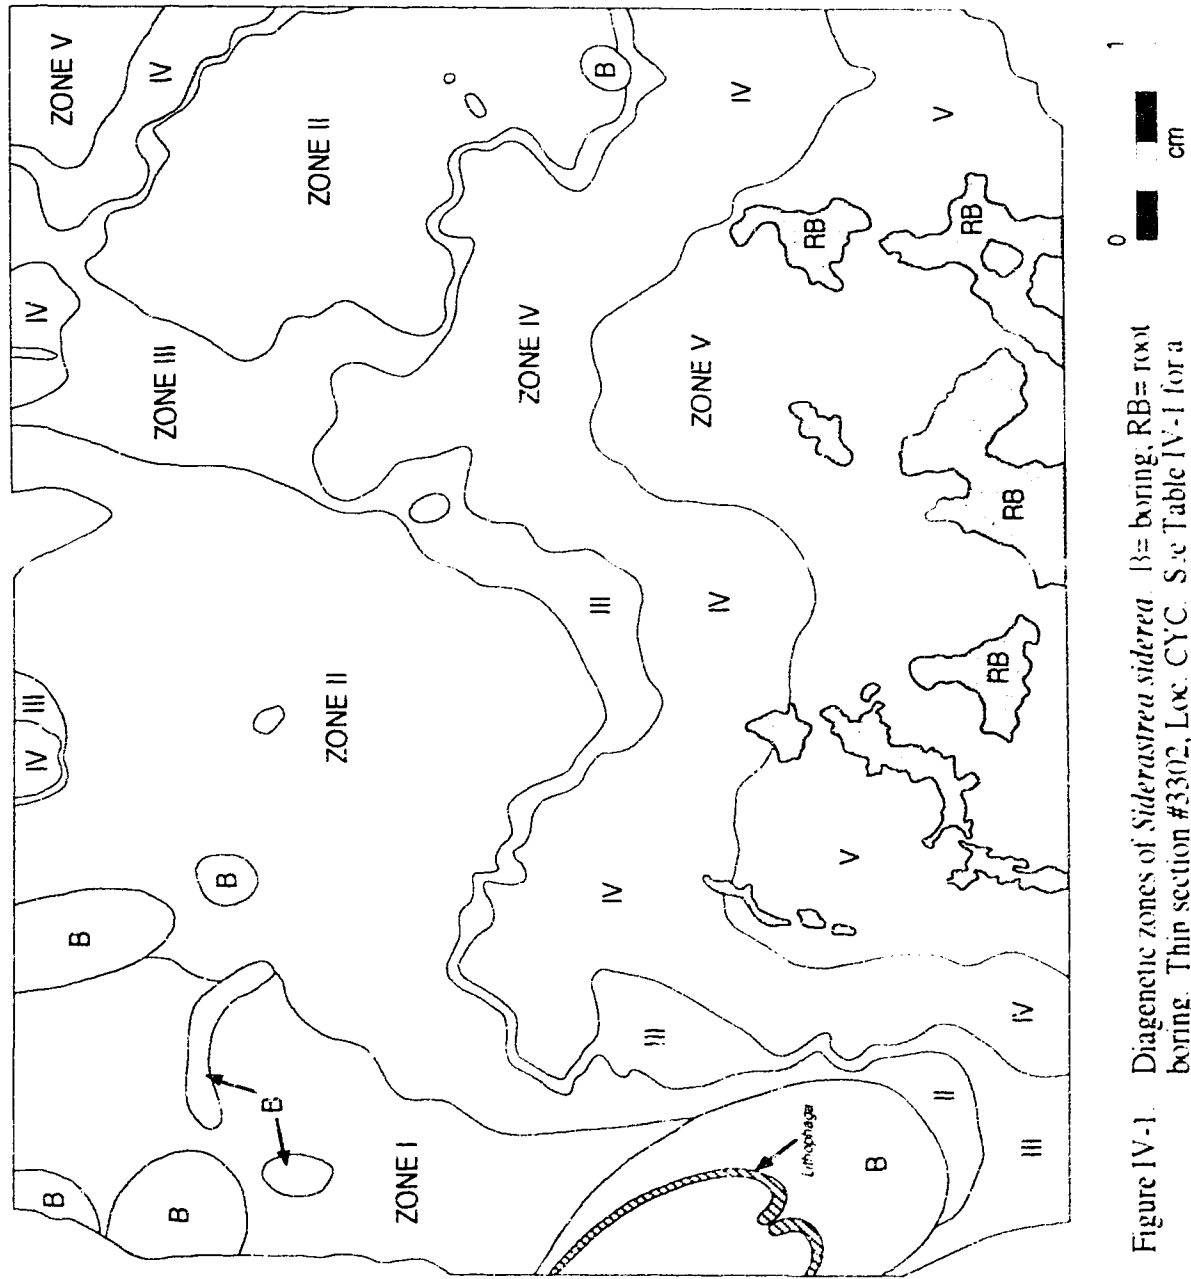 B
IV
III
IV
ZONE V
B
IV
ZONE III
B
B
B
ZONE II
ZONE II
ZONE I
ZONE IV
III
B
IV
III
ZONE V
IV
IV
Lithophaga
RB
V
B
II
V
RB
RB
RB
IV
III
0 1
cm
Figure IV-1. Diagenetic zones of Siderastrea siderea. B= boring, RB= root
boring. Thin section #3302, Loc. CYC. See Table IV-1 for a